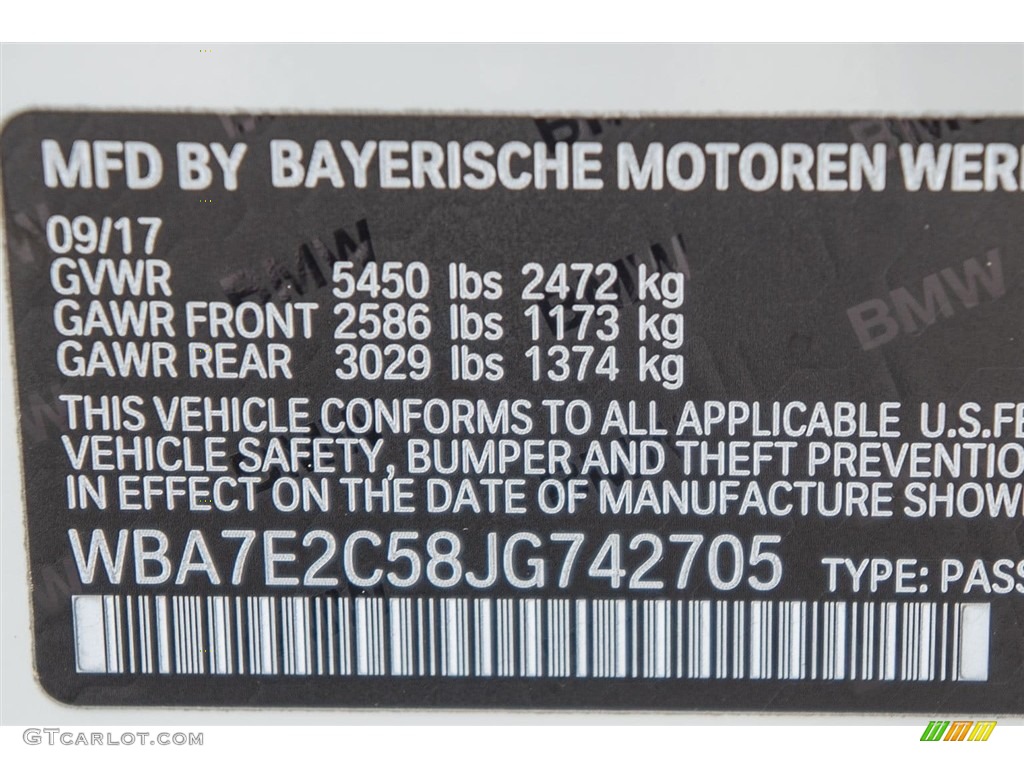 MFD BY BAYERISCHE MOTOREN WER
09/17
GVWR 5450 lbs 2472 kg
GAWR FRONT 2586 lbs 1173 kg
GAWR REAR 3029 lbs 1374 kg
THIS VEHICLE CONFORMS TO ALL APPLICABLE U.S.FE
VEHICLE SAFETY, BUMPER AND THEFT PREVENTIO
IN EFFECT ON THE DATE OF MANUFACTURE SHOW
WBA7E2C58JG742705 TYPE: PASS
BMW
GTCARLOT.COM